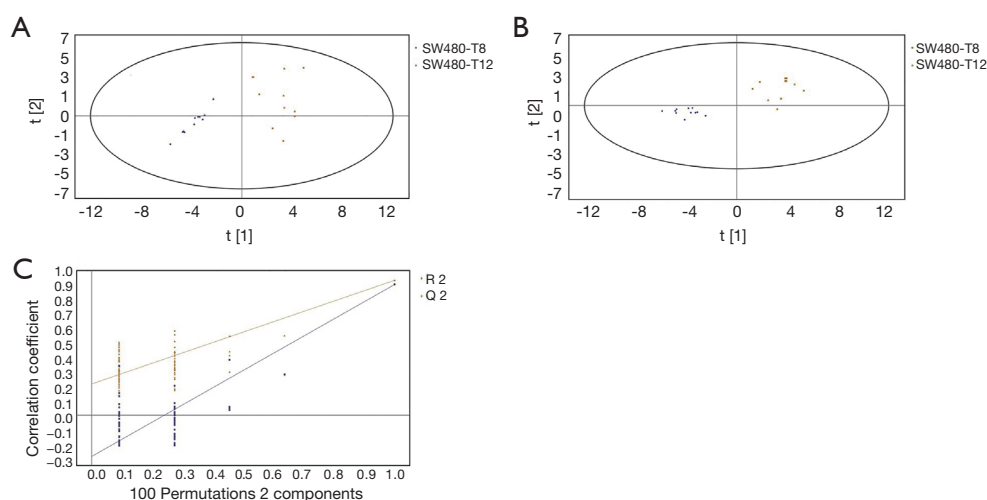 A
7
5
3
1
0
-1
-3
-5
-7
t [2]
-12 -8 -4 0 4 8 12
t [1]
SW480-T8
SW480-T12
B
7
5
3
1
0
-1
-3
-5
-7
t [2]
-12 -8 -4 0 4 8 12
t [1]
SW480-T8
SW480-T12
C
1.0
0.9
0.8
0.7
0.6
0.5
0.4
0.3
0.2
0.1
0.0
−0.1
−0.2
−0.3
Correlation coefficient
0.0 0.1 0.2 0.3 0.4 0.5 0.6 0.7 0.8 0.9 1.0
100 Permutations 2 components
R 2
Q 2